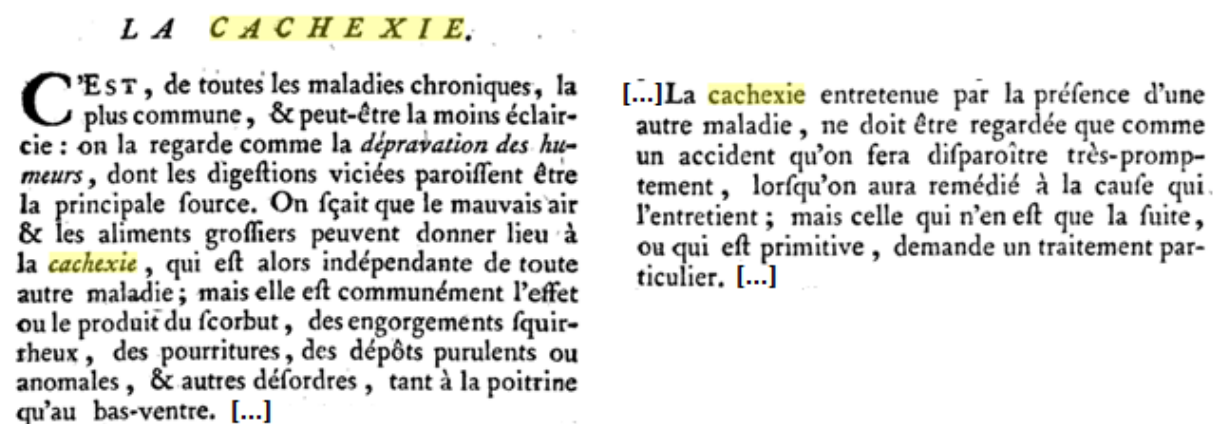 LA CACHEXIE.
C'EST, de toutes les maladies chroniques, la
plus commune, & peut-être la moins éclair-
cie : on la regarde comme la dépravation des hu-
meurs, dont les digeſtions viciées paroiſſent être
la principale ſource. On ſçait que le mauvais air
& les aliments groſſiers peuvent donner lieu à
la cachexie, qui eſt alors indépendante de toute
autre maladie; mais elle eſt communément l'effet
ou le produit du ſcorbut, des engorgements ſquir-
rheux, des pourritures, des dépôts purulents ou
anomales, & autres déſordres, tant à la poitrine
qu'au bas-ventre. [...]
[...]La cachexie entretenue par la préſence d'une
autre maladie, ne doit être regardée que comme
un accident qu'on fera diſparoître très-promp-
tement, lorſqu'on aura remédié à la cauſe qui
l'entretient; mais celle qui n'en eſt que la ſuite,
ou qui eſt primitive, demande un traitement par-
ticulier. [...]